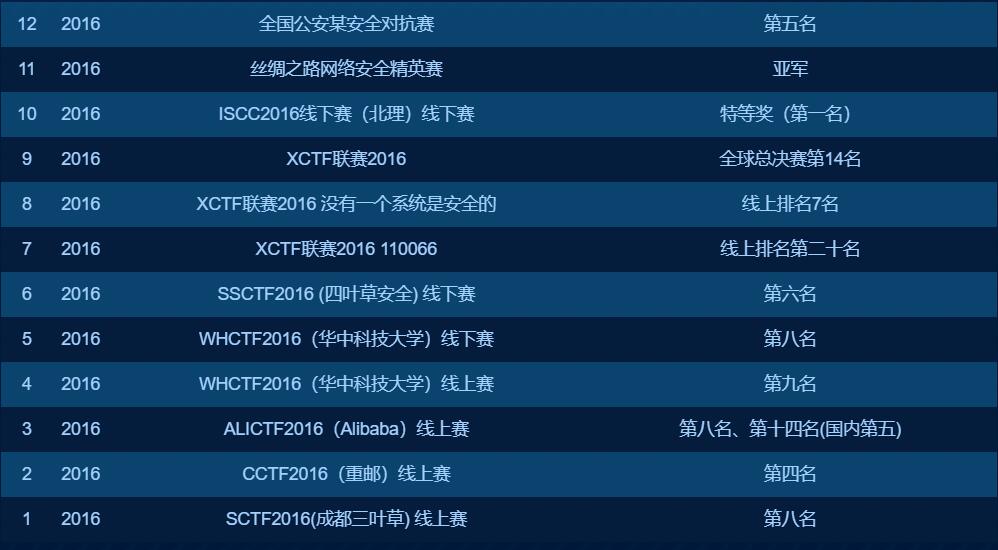 12 2016 全国公安某安全对抗赛 第五名
11 2016 丝绸之路网络安全精英赛 亚军
10 2016 ISCC2016线下赛（北理）线下赛 特等奖（第一名）
9 2016 XCTF联赛2016 全球总决赛第14名
8 2016 XCTF联赛2016 没有一个系统是安全的 线上排名7名
7 2016 XCTF联赛2016 110066 线上排名第二十名
6 2016 SSCTF2016 (四叶草安全) 线下赛 第六名
5 2016 WHCTF2016（华中科技大学）线下赛 第八名
4 2016 WHCTF2016（华中科技大学）线上赛 第九名
3 2016 ALICTF2016（Alibaba）线上赛 第八名、第十四名(国内第五)
2 2016 CCTF2016（重邮）线上赛 第四名
1 2016 SCTF2016(成都三叶草) 线上赛 第八名